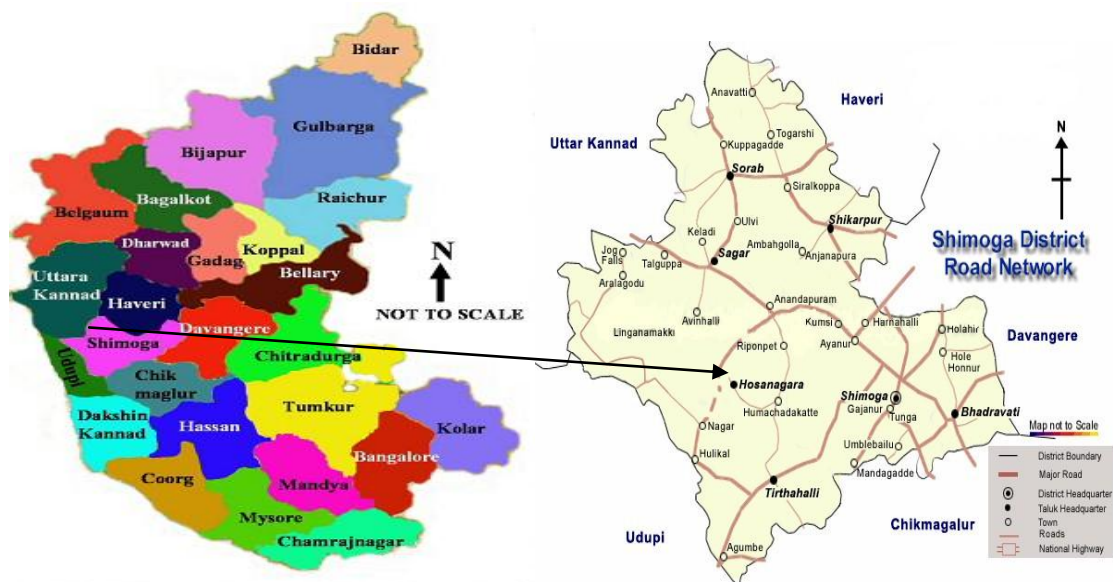 Bidar
Gulbarga
Bijapur
Bagalkot
Belgaum
Raichur
Dharwad
Koppal
Gadag
Uttara
Kannad
Bellary
Haveri
Davangere
Shimoga
Chitradurga
Udupi
Chik
maglur
Tumkur
Dakshin
Kannad
Hassan
Kolar
Bangalore
Coorg
Mandya
Mysore
Chamrajnagar
N
NOT TO SCALE
Uttar Kannad
Haveri
Anavatti
Togarshi
Kuppagadde
Sorab
Siralkoppa
Shikarpur
Ulvi
Keladi
Ambahgolla
Anjanapura
Jog
Falls
Talguppa
Sagar
Aralagodu
Anandapuram
Avinhalli
Linganamakki
Kumsi
Harnahalli
Ayanur
Holahir
Hole
Honnur
Riponpet
Hosanagara
Humachadakatte
Shimoga
Gajanur
Tunga
Bhadravati
Nagar
Hulikal
Umblebailu
Mandagadde
Tirthahalli
Agumbe
Udupi
Chikmagalur
Davangere
N
Shimoga District
Road Network
Map not to Scale
District Boundary
Major Road
District Headquarter
Taluk Headquarter
Town
Roads
National Highway